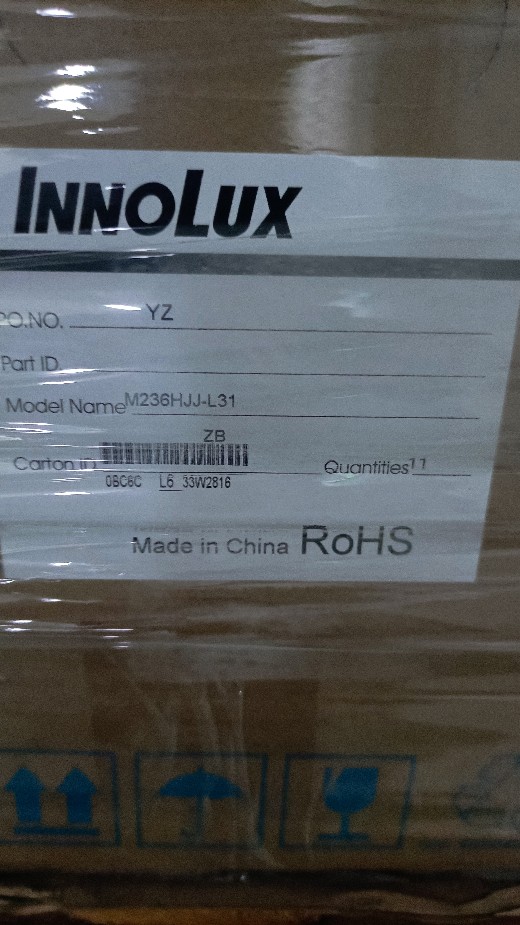 INNOLUX
PO.NO. YZ
Part ID
Model Name M236HJJ-L31
ZB
Carton ID Quantities 11
0BC6C L6 33W2816
Made in China RoHS